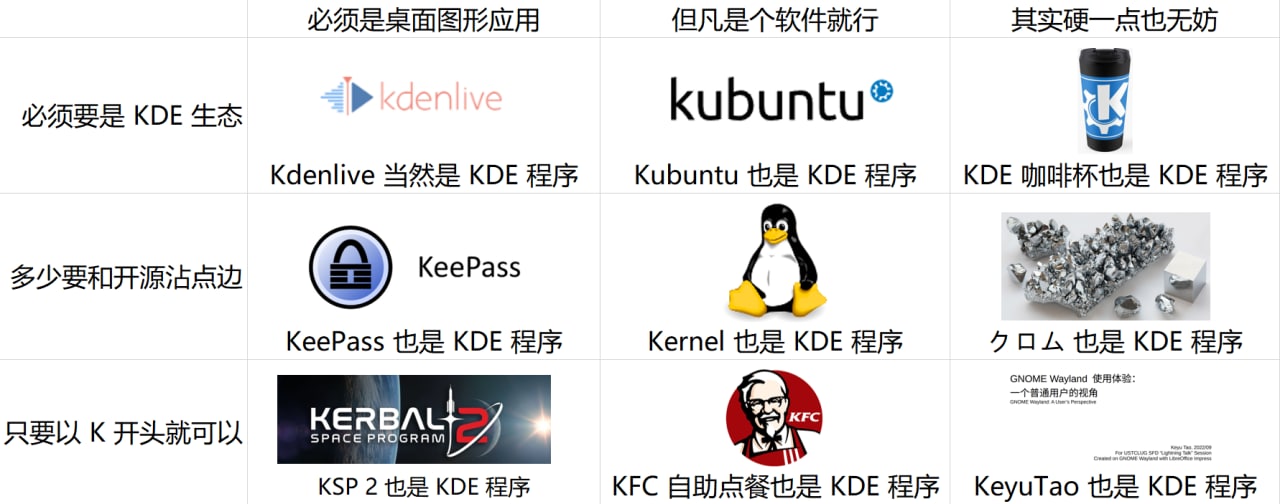 必须是桌面图形应用 但凡是个软件就行 其实硬一点也无妨
必须要是 KDE 生态
kdenlive
Kdenlive 当然是 KDE 程序
kubuntu
Kubuntu 也是 KDE 程序
K
KDE 咖啡杯也是 KDE 程序
多少要和开源沾点边
KeePass
KeePass 也是 KDE 程序
Kernel 也是 KDE 程序
クロム 也是 KDE 程序
只要以 K 开头就可以
KERBAL 2
SPACE PROGRAM
KSP 2 也是 KDE 程序
KFC
KFC 自助点餐也是 KDE 程序
GNOME Wayland 使用体验：
一个普通用户的视角
GNOME Wayland: A User's Perspective
Keyu Tao, 2022/09
For USTCLUG SFD "Lightning Talk" Session
Created on GNOME Wayland with LibreOffice Impress
KeyuTao 也是 KDE 程序